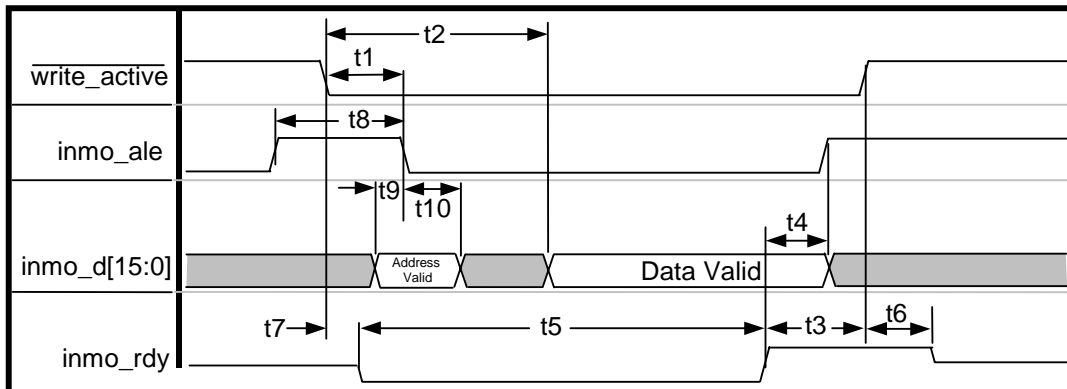 t2
write_active
t1
t8
inmo_ale
t9
t10
t4
inmo_d[15:0]
Address
Valid
Data Valid
t7
t5
t3
t6
inmo_rdy